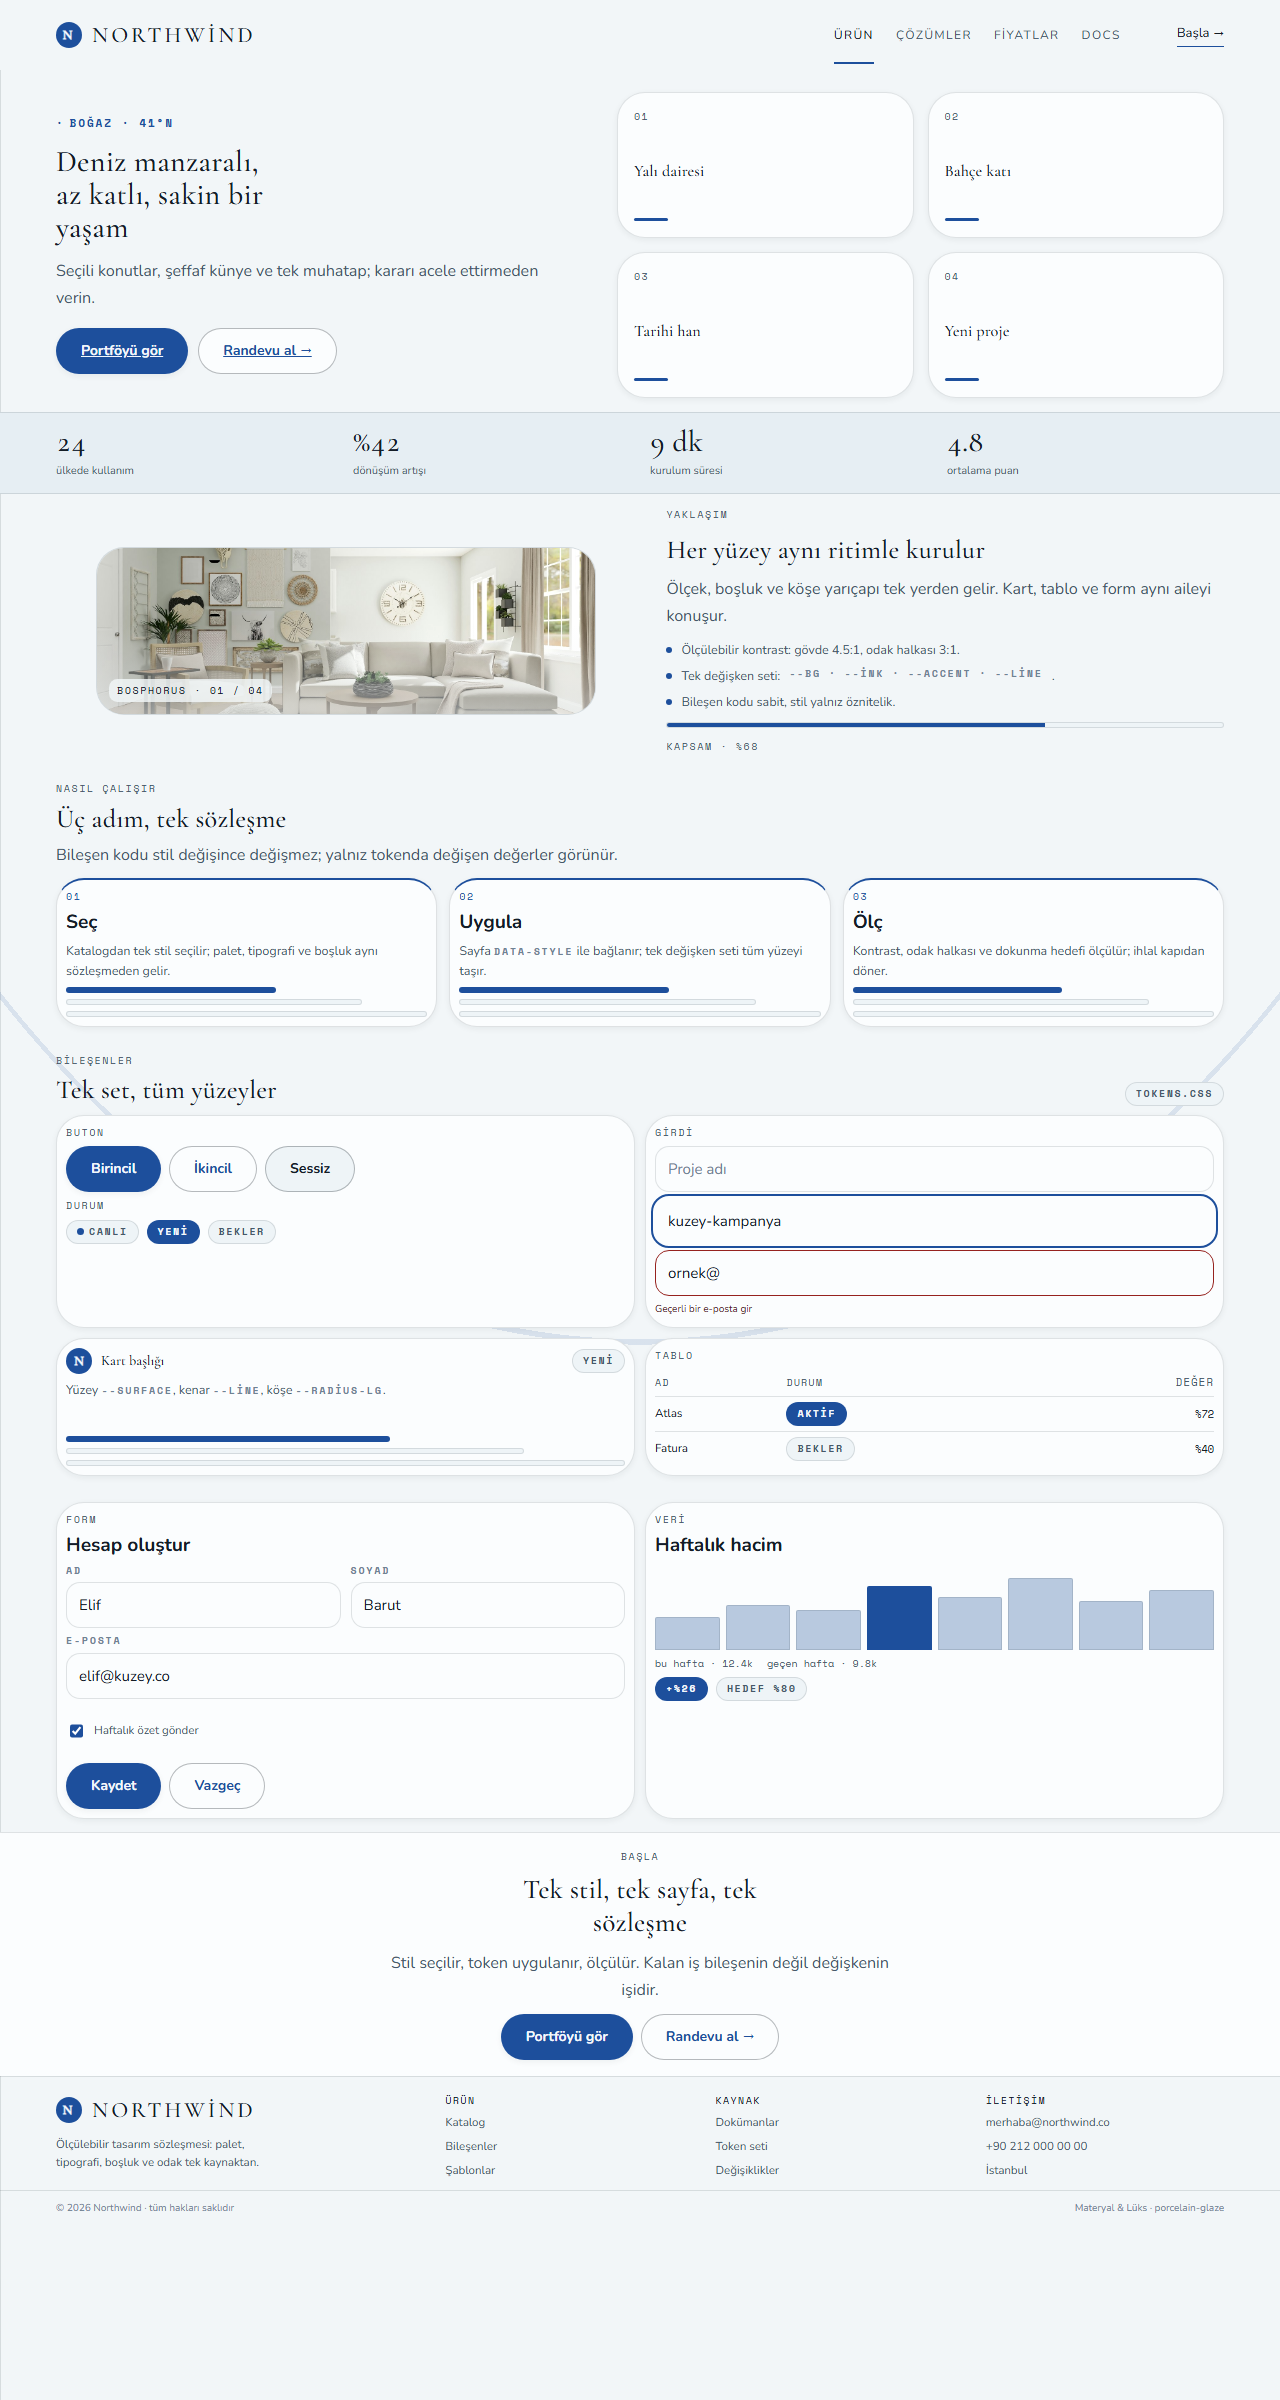 N NORTHWİND
ÜRÜN ÇÖZÜMLER FİYATLAR DOCS Başla →
· BOĞAZ · 41°N
Deniz manzaralı,
az katlı, sakin bir
yaşam
Seçili konutlar, şeffaf künye ve tek muhatap; kararı acele ettirmeden
verin.
Portföyü gör Randevu al →
01
Yalı dairesi
02
Bahçe katı
03
Tarihi han
04
Yeni proje
24
ülkede kullanım
%42
dönüşüm artışı
9 dk
kurulum süresi
4.8
ortalama puan
BOSPHORUS · 01 / 04
YAKLAŞIM
Her yüzey aynı ritimle kurulur
Ölçek, boşluk ve köşe yarıçapı tek yerden gelir. Kart, tablo ve form aynı aileyi
konuşur.
Ölçülebilir kontrast: gövde 4.5:1, odak halkası 3:1.
Tek değişken seti: --BG · --İNK · --ACCENT · --LİNE .
Bileşen kodu sabit, stil yalnız öznitelik.
KAPSAM · %68
NASIL ÇALIŞIR
Üç adım, tek sözleşme
Bileşen kodu stil değişince değişmez; yalnız tokenda değişen değerler görünür.
01
Seç
Katalogdan tek stil seçilir; palet, tipografi ve boşluk aynı
sözleşmeden gelir.
02
Uygula
Sayfa DATA-STYLE ile bağlanır; tek değişken seti tüm yüzeyi
taşır.
03
Ölç
Kontrast, odak halkası ve dokunma hedefi ölçülür; ihlal kapıdan
döner.
BİLEŞENLER
Tek set, tüm yüzeyler
TOKENS.CSS
BUTON
Birincil İkincil Sessiz
DURUM
CANLI YENİ BEKLER
GİRDİ
Proje adı
kuzey-kampanya
ornek@
Geçerli bir e-posta gir
N Kart başlığı YENİ
Yüzey --SURFACE, kenar --LİNE, köşe --RADİUS-LG.
TABLO
AD DURUM DEĞER
Atlas AKTİF %72
Fatura BEKLER %40
FORM
Hesap oluştur
AD SOYAD
Elif Barut
E-POSTA
elif@kuzey.co
Haftalık özet gönder
Kaydet Vazgeç
VERİ
Haftalık hacim
bu hafta · 12.4k geçen hafta · 9.8k
+%26 HEDEF %80
BAŞLA
Tek stil, tek sayfa, tek
sözleşme
Stil seçilir, token uygulanır, ölçülür. Kalan iş bileşenin değil değişkenin
işidir.
Portföyü gör Randevu al →
N NORTHWİND
Ölçülebilir tasarım sözleşmesi: palet,
tipografi, boşluk ve odak tek kaynaktan.
ÜRÜN
Katalog
Bileşenler
Şablonlar
KAYNAK
Dokümanlar
Token seti
Değişiklikler
İLETİŞİM
merhaba@northwind.co
+90 212 000 00 00
İstanbul
© 2026 Northwind · tüm hakları saklıdır
Materyal & Lüks · porcelain-glaze